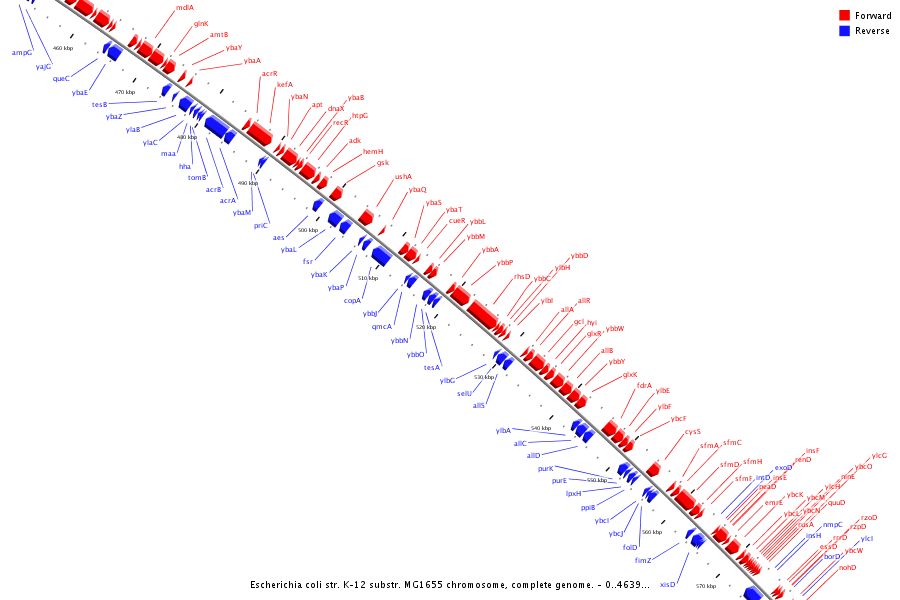 Forward
Reverse
mdlA
glnK
amtB
ybaY
ybaA
acrR
kefA
ybaN
apt
dnaX
ybaB
recR
htpG
adk
hemH
gsk
ushA
ybaQ
ybaS
ybaT
cueR
ybbL
ybbM
ybbA
ybbP
rhsD
ybbC
ylbH
ybbD
ylbI
allA
allR
gcl
hyi
glxR
ybbW
allB
ybbY
glxK
fdrA
ylbE
ylbF
ybcF
cysS
sfmA
sfmC
sfmD
sfmH
sfmF
intD
exoD
insE
renD
insF
peaD
emrE
ybcK
ybcL
ybcM
ybcN
ylcH
ninE
ybcO
ylcG
quuD
rusA
insH
nmpC
essD
rrrD
rzpD
rzoD
borD
ybcW
ylcI
nohD
ampG
yajG
queC
ybaE
tesB
ybaZ
ylaB
ylaC
maa
hha
tomB
acrB
acrA
ybaM
priC
aes
ybaL
fsr
ybaK
ybaP
copA
ybbJ
qmcA
ybbN
ybbO
tesA
ylbG
selU
allS
ylbA
allC
allD
purK
purE
lpxH
ppiB
ybcI
ybcJ
folD
fimZ
xisD
460 kbp
470 kbp
480 kbp
490 kbp
500 kbp
510 kbp
520 kbp
530 kbp
540 kbp
550 kbp
560 kbp
570 kbp
Escherichia coli str. K-12 substr. MG1655 chromosome, complete genome. - 0..4639...